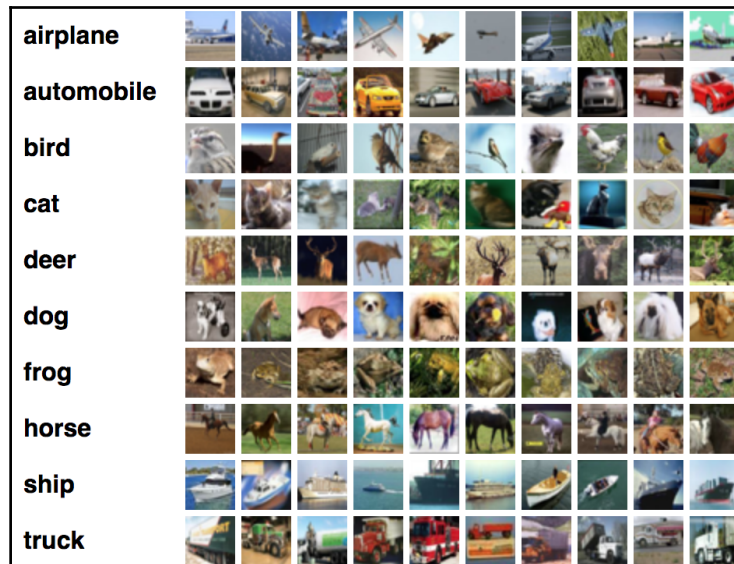 airplane
automobile
bird
cat
deer
dog
frog
horse
ship
truck